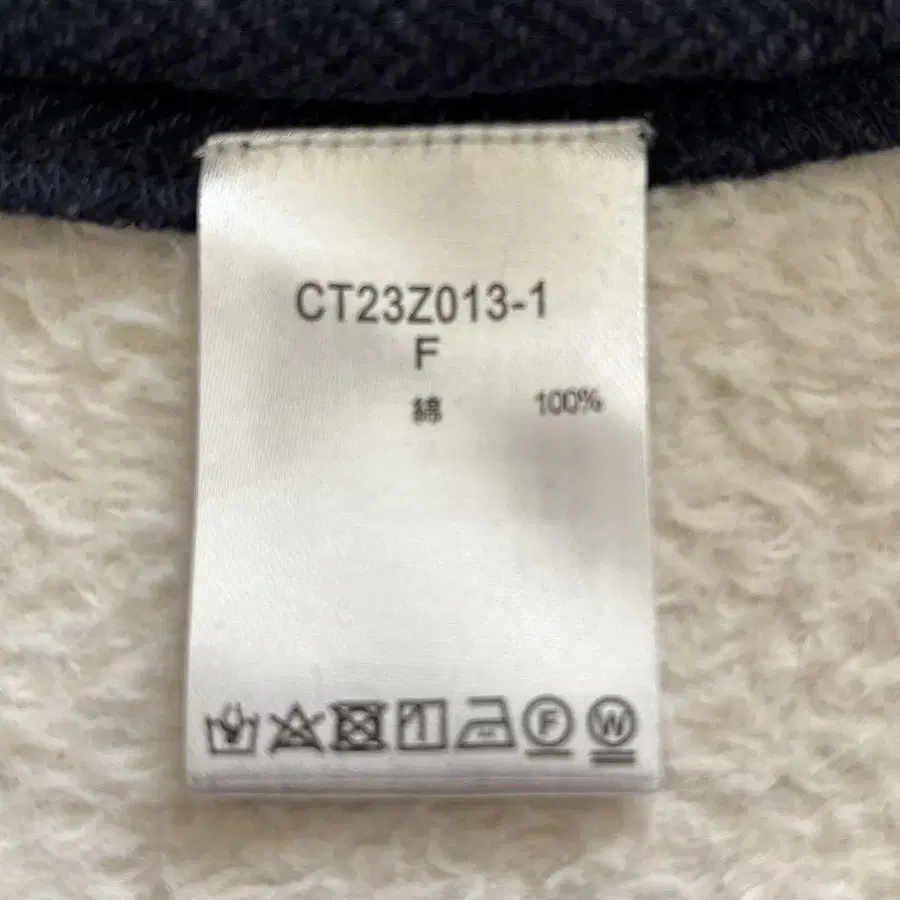 CT23Z013-1
F
綿 100%
F W